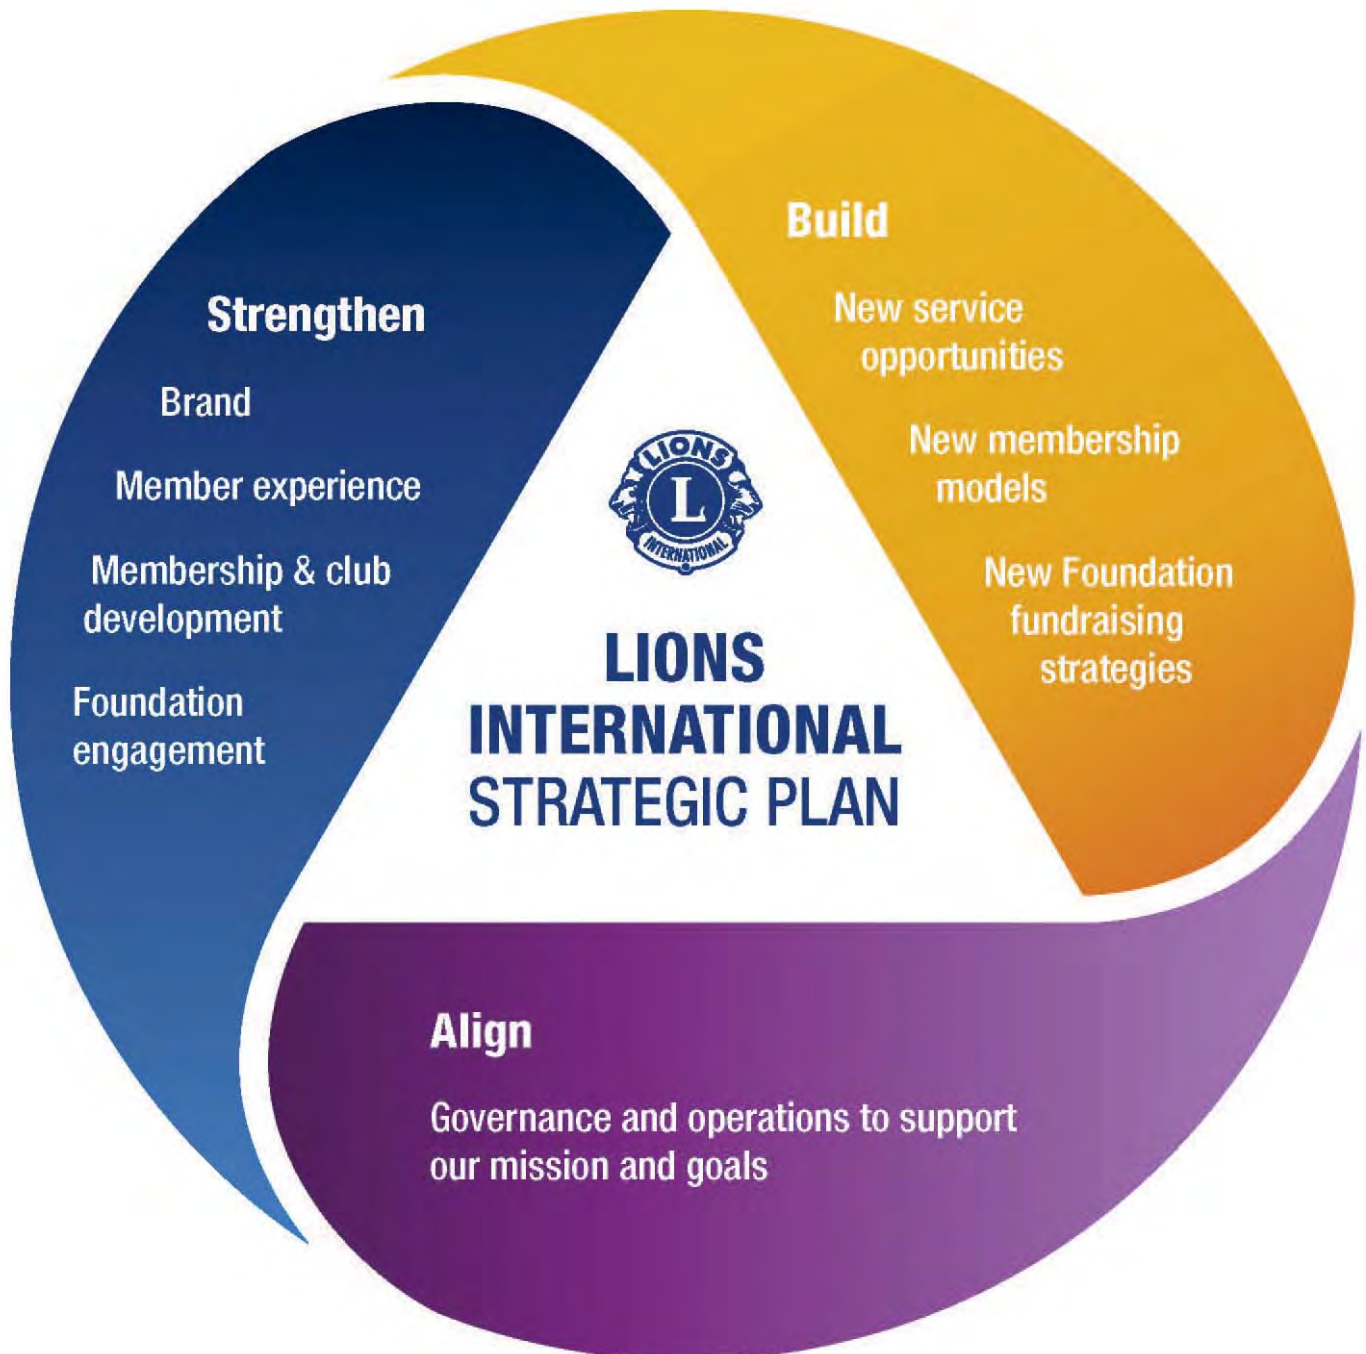 Strengthen
Brand
Member experience
Membership & club
development
Foundation
engagement
Build
New service
opportunities
New membership
models
New Foundation
fundraising
strategies
LIONS
L
INTERNATIONAL
LIONS
INTERNATIONAL
STRATEGIC PLAN
Align
Governance and operations to support
our mission and goals